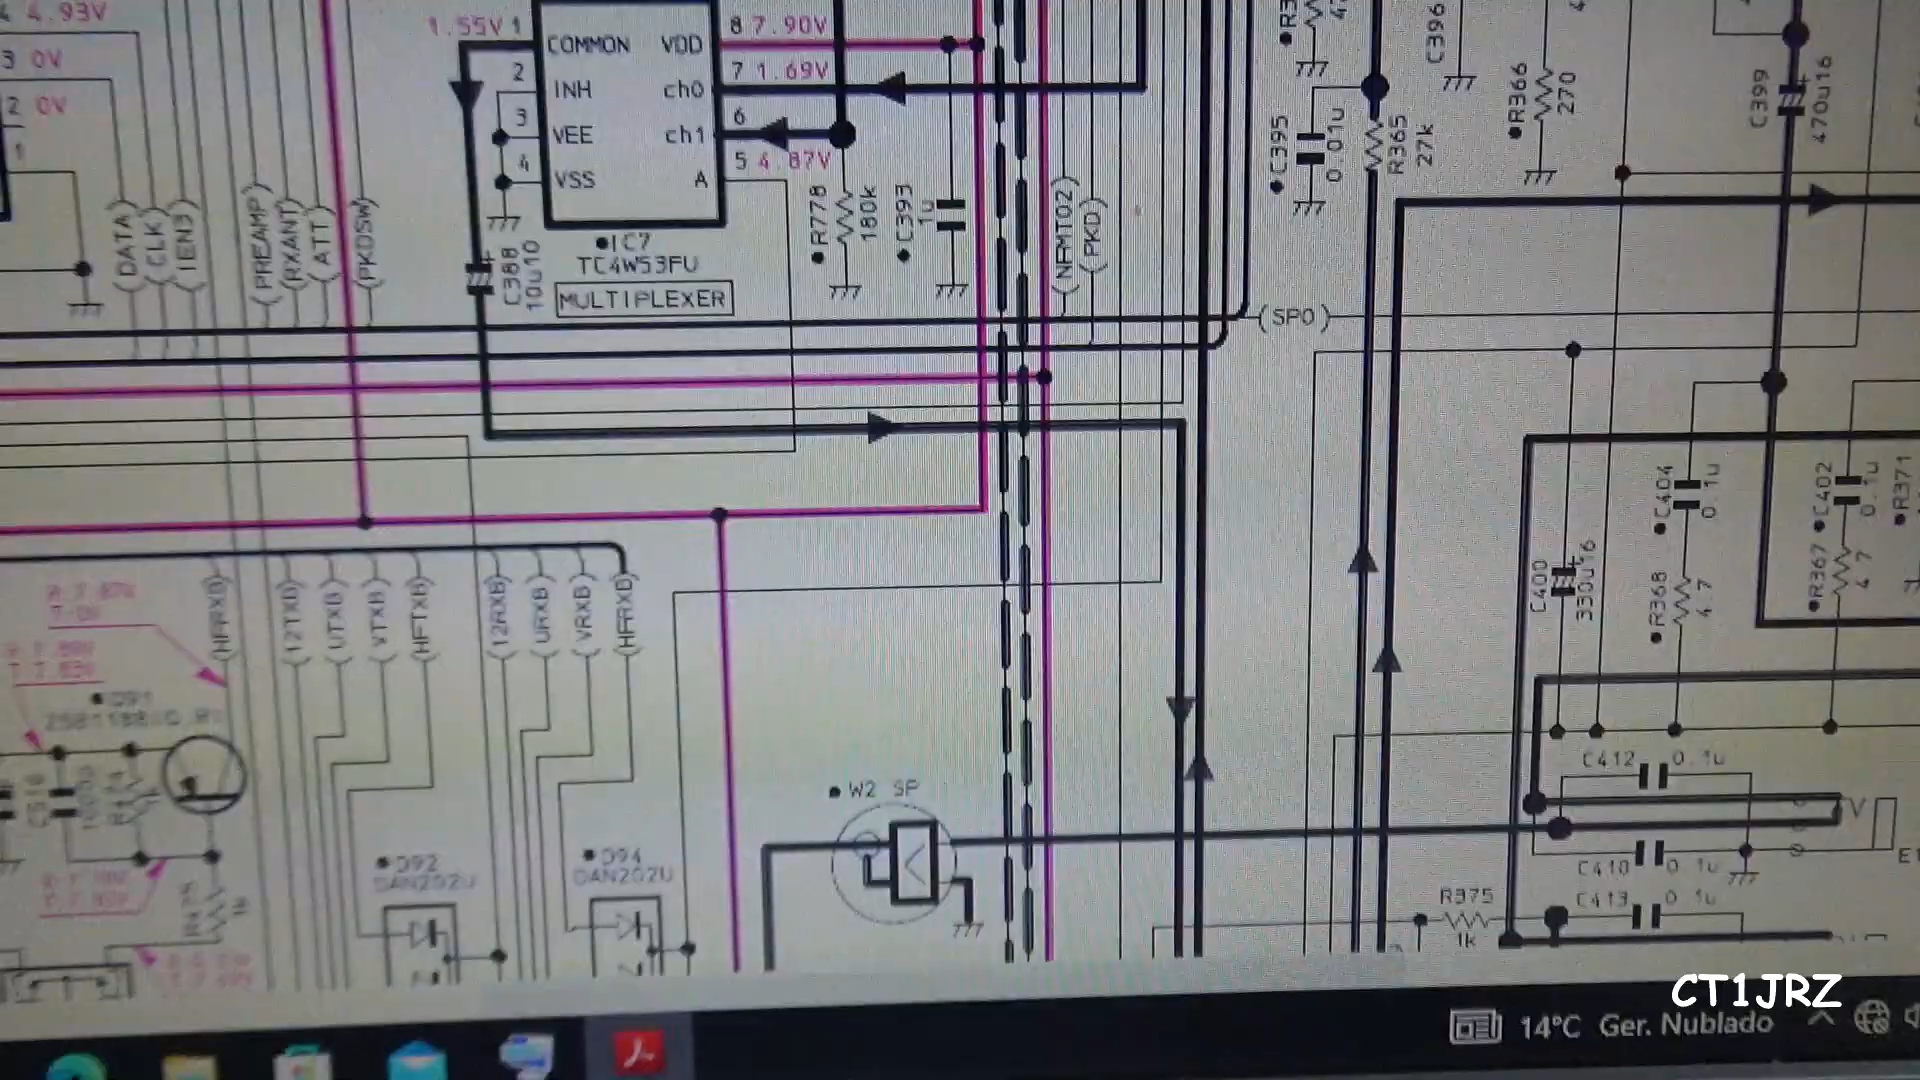 4.93V
3 0V
2 0V
1
1.55V 1
COMMON VDD
8 7.90V
2
INH ch0
7 1.69V
3
VEE ch1
6
4
VSS A
5 4.87V
IC7
TC4W53FU
MULTIPLEXER
C388
10u10
R778
180k
C393
1u
(DATA)
(CLK)
(PREAMP)
(RXANT)
(ATT)
(PKDSW)
(NFMT02)
(PKD)
(SPO)
C395
0.01u
R365
27k
C396
R366
270
C399
470u16
C404
0.1u
C402
0.1u
R371
C400
330u16
R368
4.7
R367
4.7
(HFRXB)
(12TXB)
(UTXB)
(VTXB)
(HFTXB)
(12RXB)
(URXB)
(VRXB)
W2 SP
D92
DAN202U
D94
DAN202U
C412 0.1u
C410 0.1u
C413 0.1u
R375
1k
CT1JRZ
14°C Ger. Nublado